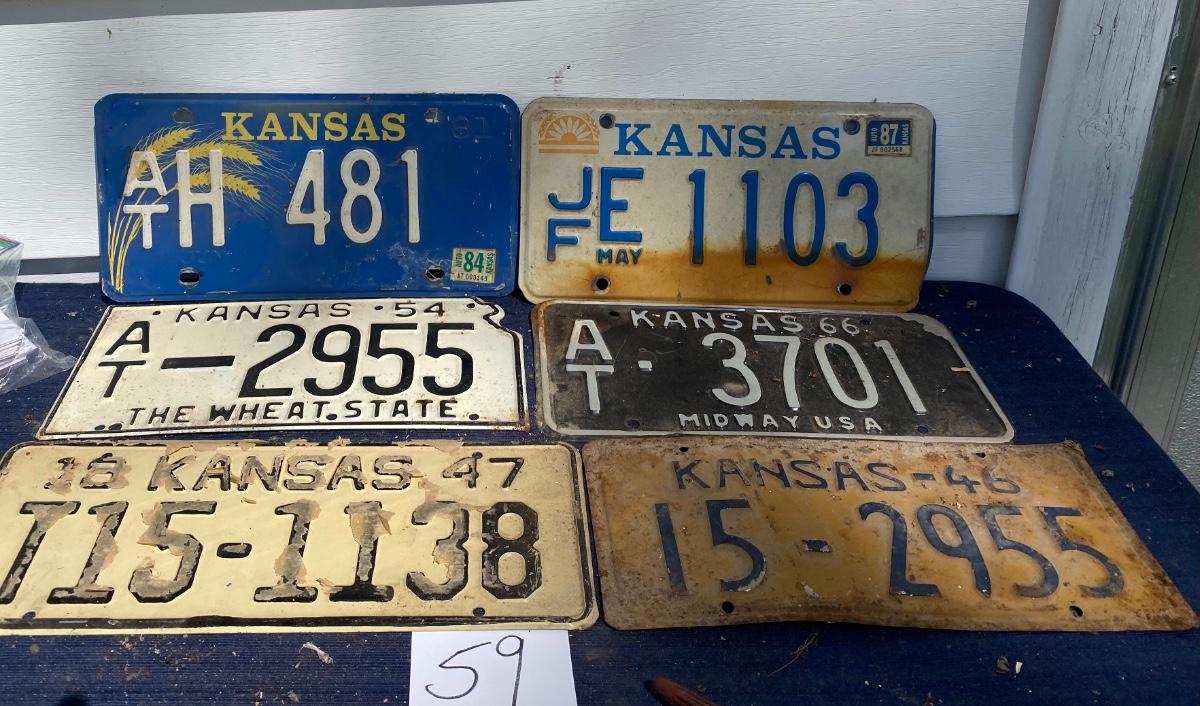 KANSAS 81
AT H 481
84
KANSAS 87
JF E 1103
MAY
KANSAS 54
AT-2955
THE WHEAT STATE
KANSAS 66
AT 3701
MIDWAY USA
18 KANSAS 47
T15-1138
KANSAS-46
15-2955
59